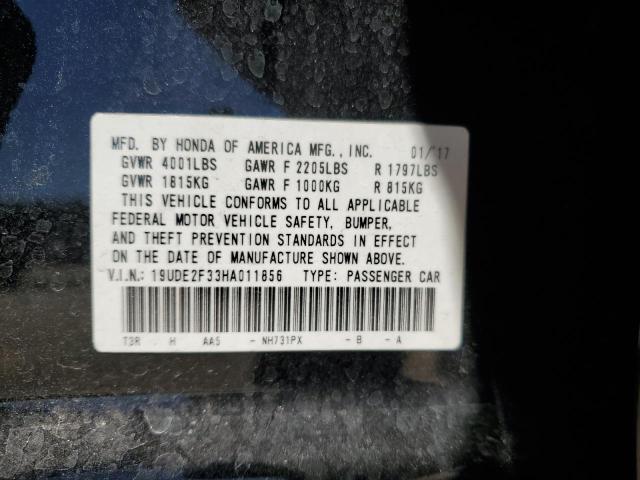 MFD. BY HONDA OF AMERICA MFG., INC. 01/17
GVWR 4001LBS GAWR F 2205LBS R 1797LBS
GVWR 1815KG GAWR F 1000KG R 815KG
THIS VEHICLE CONFORMS TO ALL APPLICABLE
FEDERAL MOTOR VEHICLE SAFETY, BUMPER,
AND THEFT PREVENTION STANDARDS IN EFFECT
ON THE DATE OF MANUFACTURE SHOWN ABOVE.
V.I.N.: 19UDE2F33HA011856 TYPE: PASSENGER CAR
T3R H AA5 - NH731PX - B - A